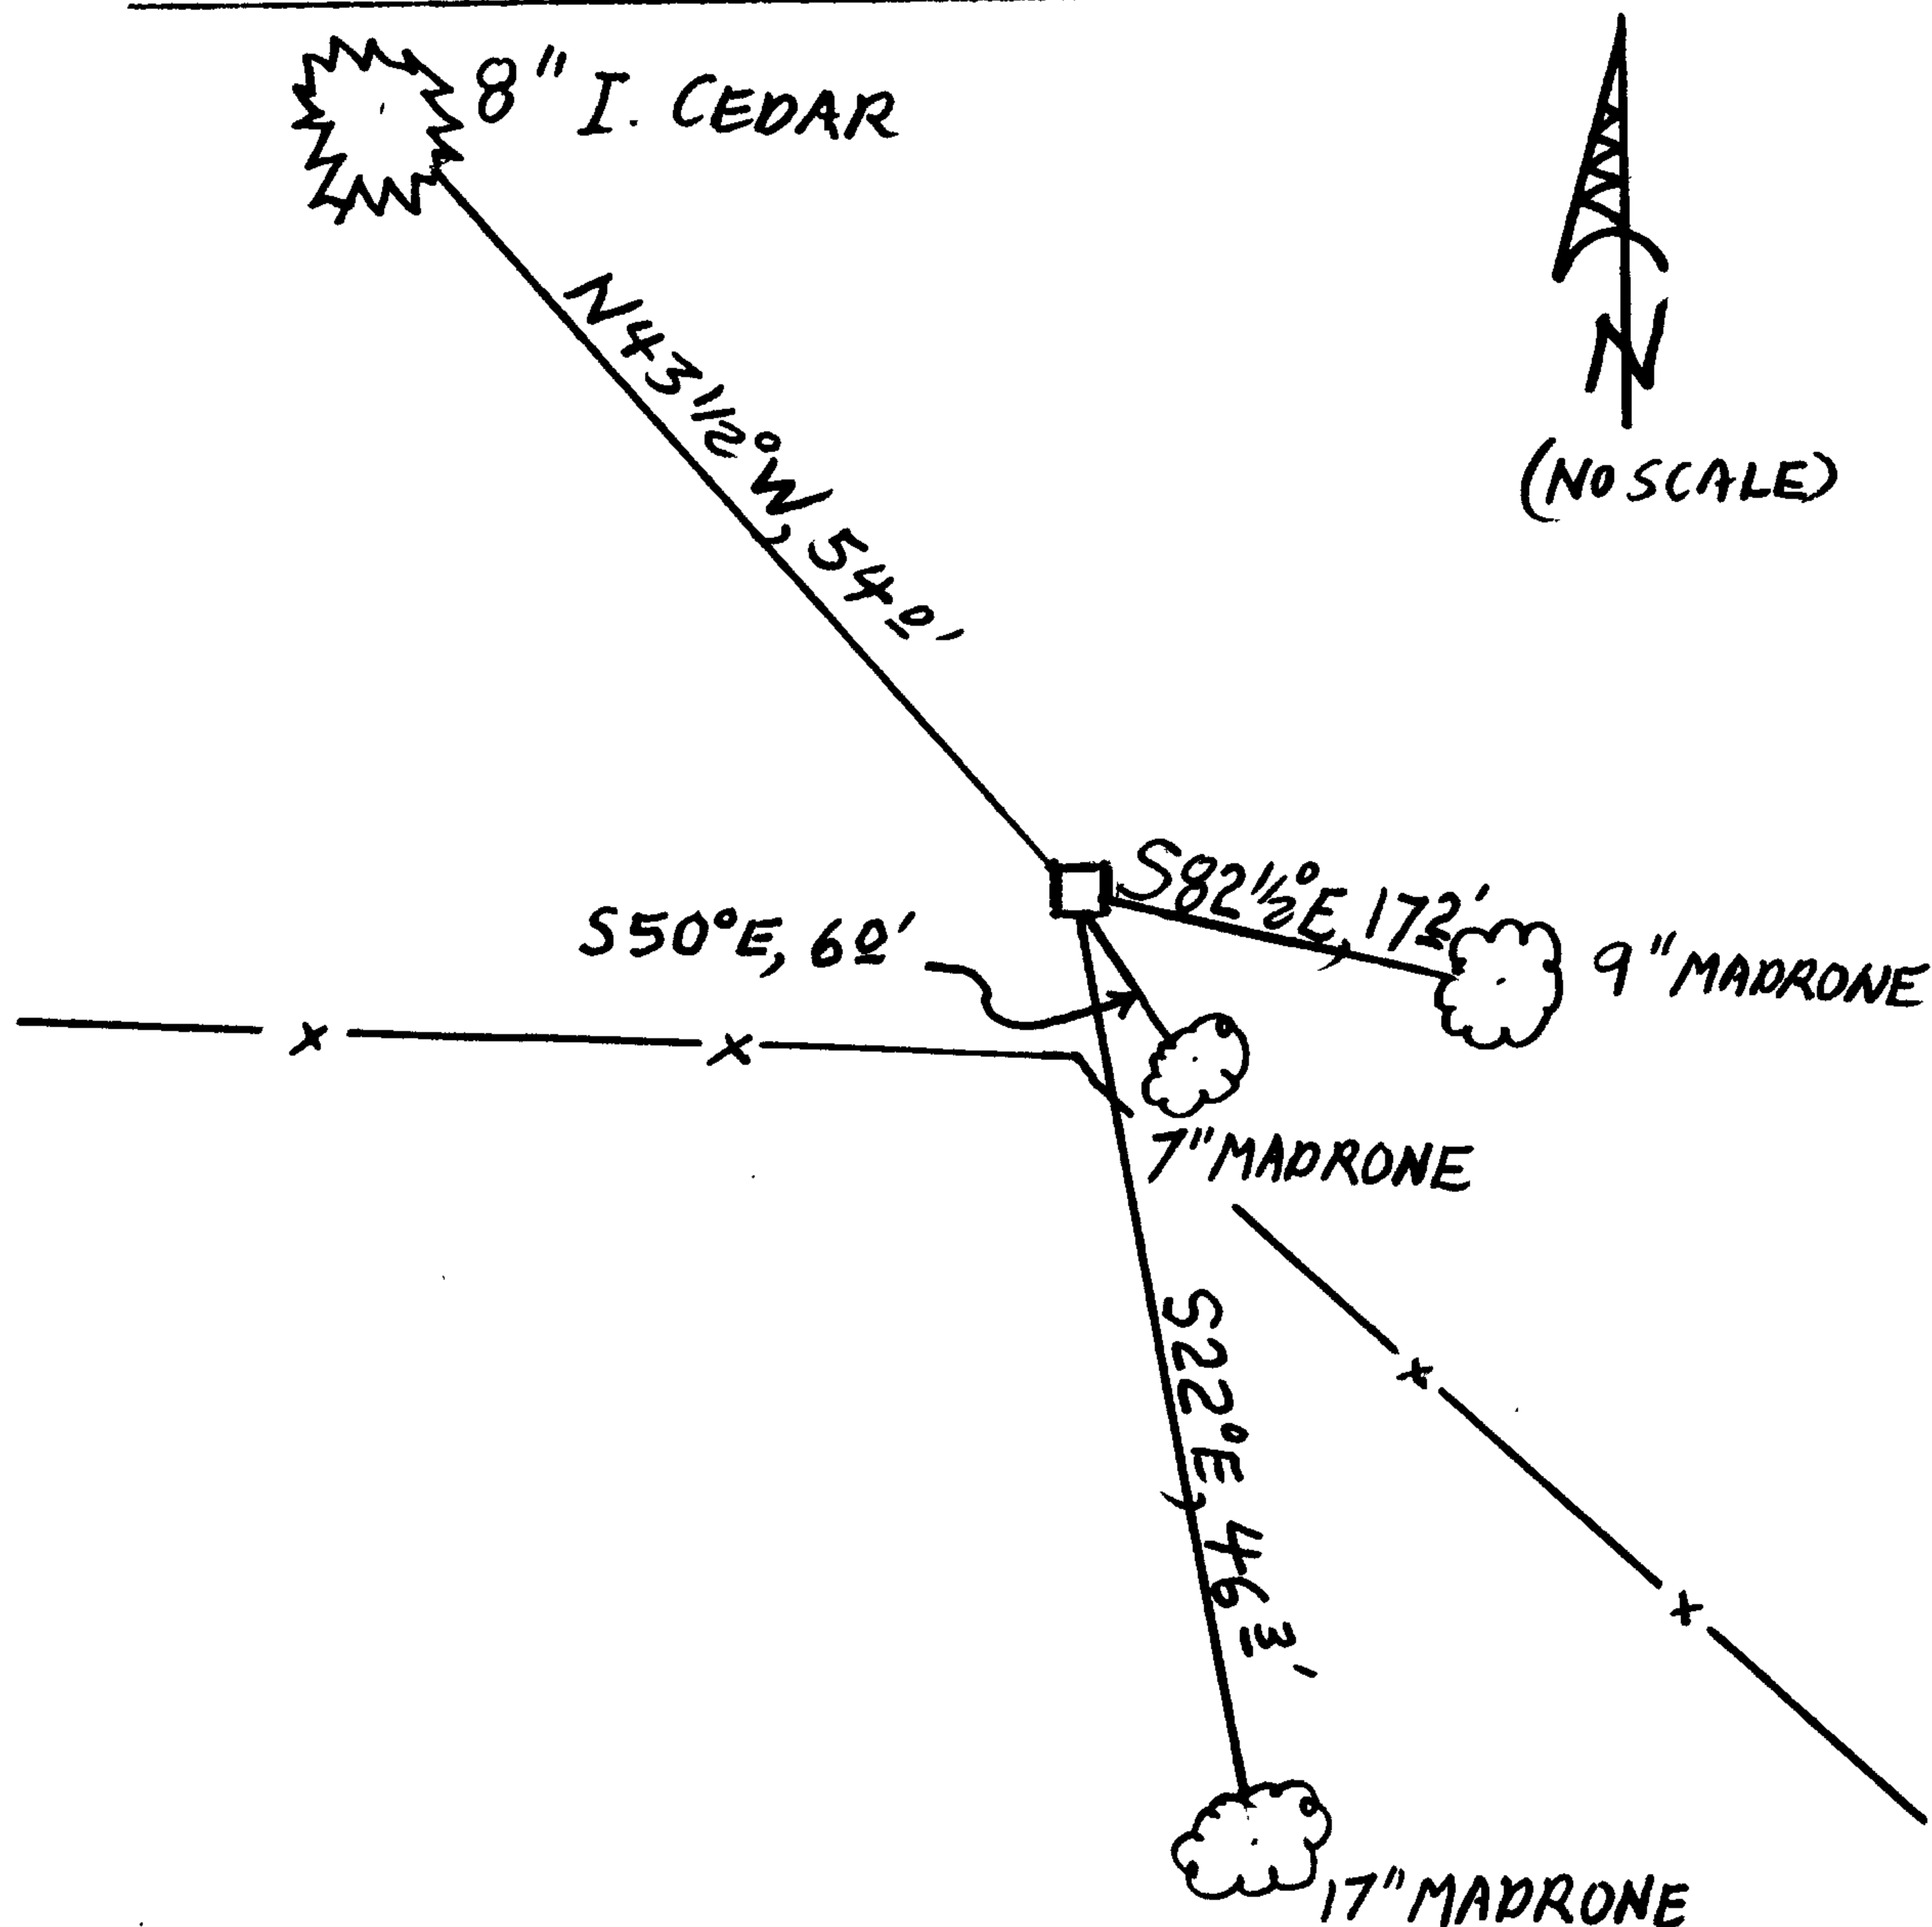 8" I. CEDAR
N43½°W, 54<u>0</u>'
N
(NO SCALE)
S82½°E, 17<u>2</u>'
S50°E, 6<u>0</u>'
9" MADRONE
7" MADRONE
S22°E, 46<u>3</u>'
17" MADRONE